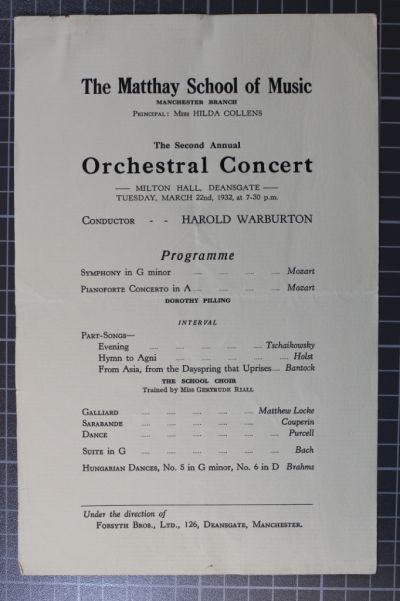 The Matthay School of Music
MANCHESTER BRANCH
PRINCIPAL: Miss HILDA COLLENS
The Second Annual
Orchestral Concert
—— MILTON HALL, DEANSGATE ——
TUESDAY, MARCH 22nd, 1932, at 7-30 p.m.
CONDUCTOR - - HAROLD WARBURTON
Programme
SYMPHONY in G minor .... .... .... .... Mozart
PIANOFORTE CONCERTO in A .... .... .... .... Mozart
DOROTHY PILLING
INTERVAL
PART-SONGS—
Evening .... .... .... .... .... Tschaikowsky
Hymn to Agni .... .... .... .... .... Holst
From Asia, from the Dayspring that Uprises .... Bantock
THE SCHOOL CHOIR
Trained by Miss GERTRUDE RIALL
GALLIARD .... .... .... .... .... Matthew Locke
SARABANDE .... .... .... .... .... Couperin
DANCE .... .... .... .... .... .... Purcell
SUITE in G .... .... .... .... .... Bach
HUNGARIAN DANCES, No. 5 in G minor, No. 6 in D Brahms
Under the direction of
FORSYTH BROS., LTD., 126, DEANSGATE, MANCHESTER.